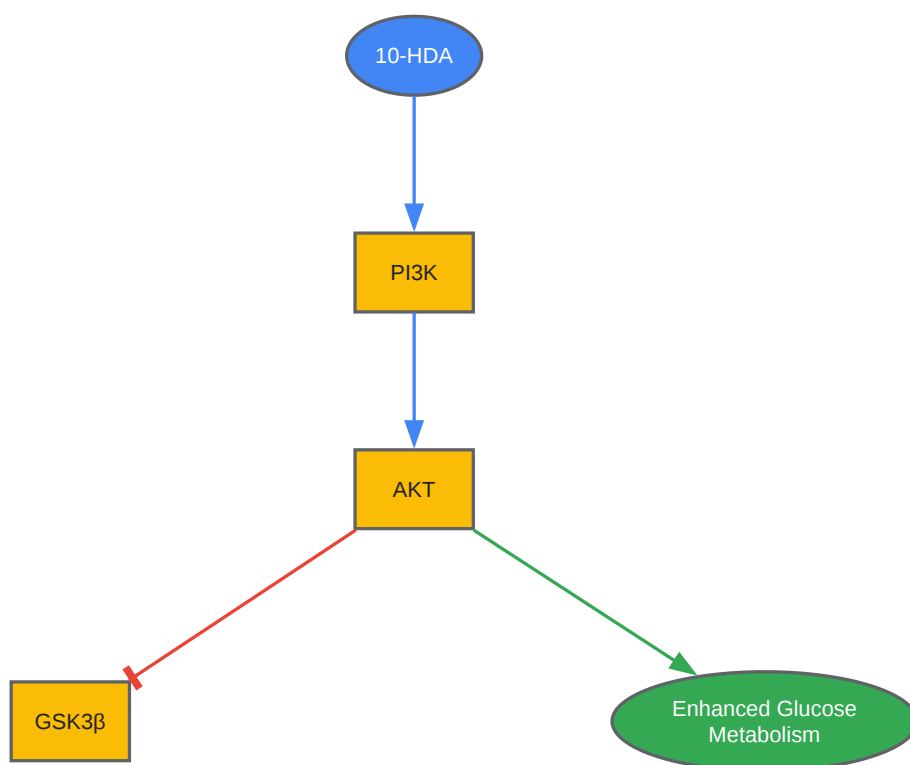 10-HDA
PI3K
AKT
GSK3β
Enhanced Glucose
Metabolism